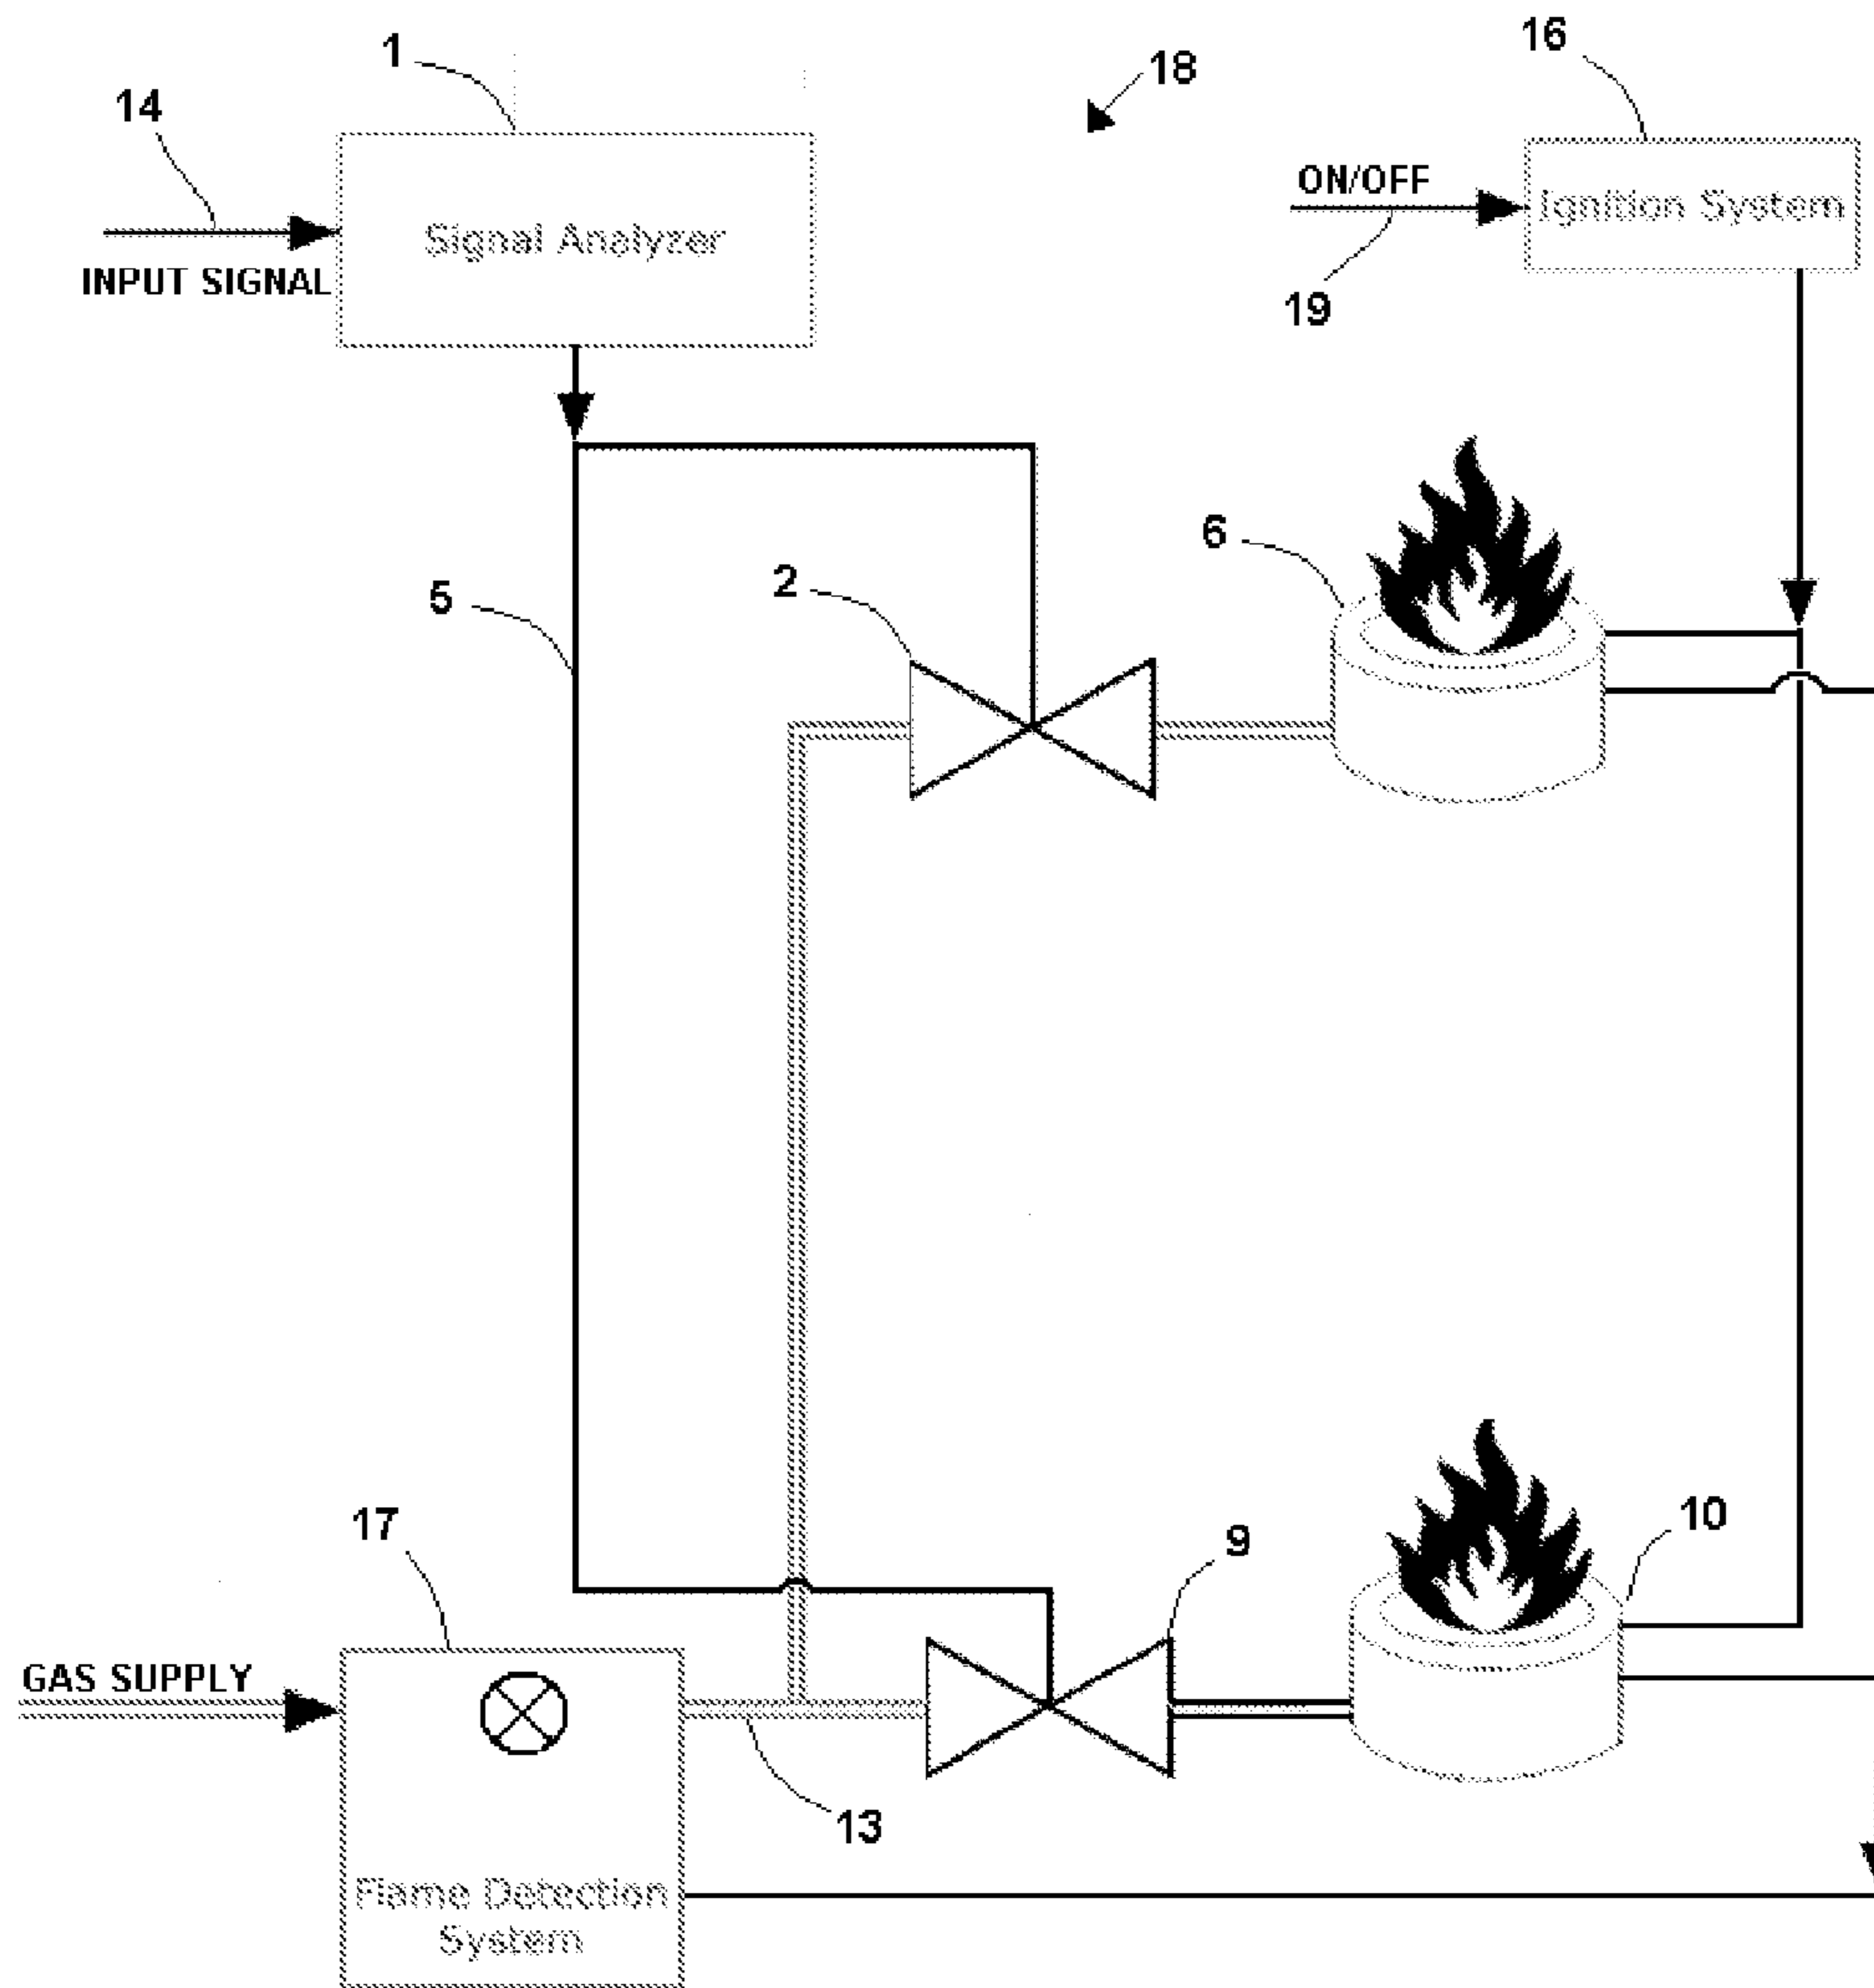 1
18
16
14
ON/OFF
Ignition System
Signal Analyzer
INPUT SIGNAL
19
6
2
5
17
10
9
GAS SUPPLY
13
Flame Detection
System